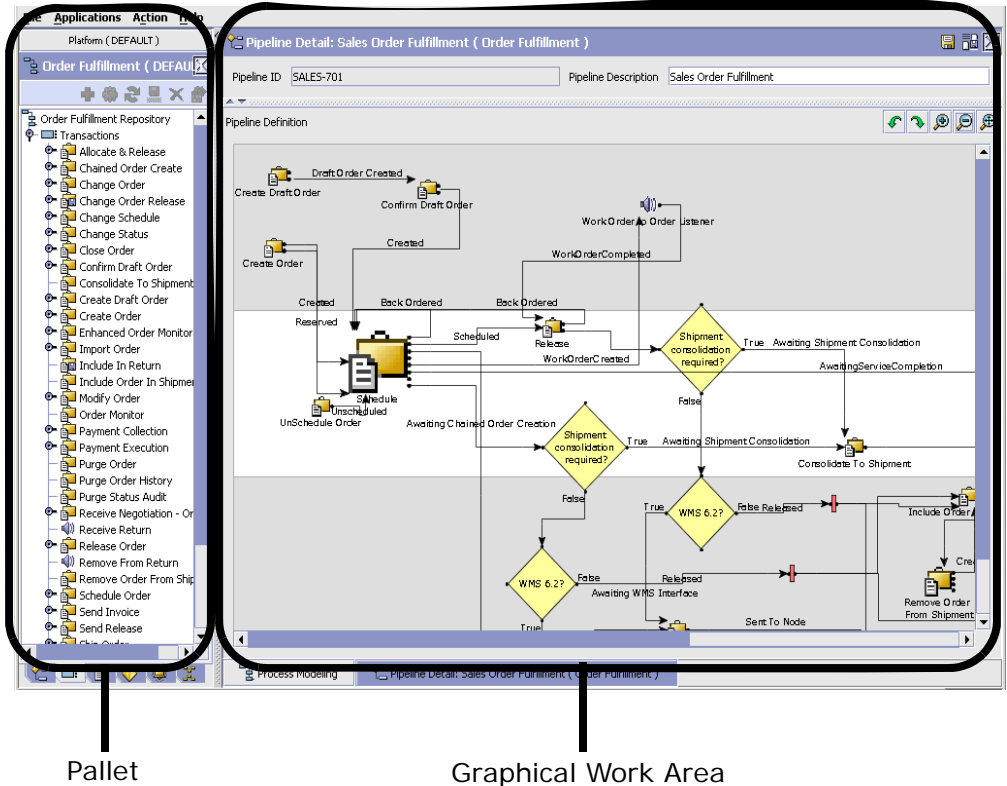 File Applications Action Help
Platform ( DEFAULT )
Order Fulfillment ( DEFAUL
Order Fulfillment Repository
Transactions
Allocate & Release
Chained Order Create
Change Order
Change Order Release
Change Schedule
Change Status
Close Order
Confirm Draft Order
Consolidate To Shipment
Create Draft Order
Create Order
Enhanced Order Monitor
Import Order
Include In Return
Include Order In Shipmen
Modify Order
Order Monitor
Payment Collection
Payment Execution
Purge Order
Purge Order History
Purge Status Audit
Receive Negotiation - Or
Receive Return
Release Order
Remove From Return
Remove Order From Ship
Schedule Order
Send Invoice
Send Release
Ship Order
Pipeline Detail: Sales Order Fulfillment ( Order Fulfillment )
Pipeline ID SALES-701 Pipeline Description Sales Order Fulfillment
Pipeline Definition
Draft Order Created
Create Draft Order
Confirm Draft Order
Work Order to Order Listener
Created
Create Order
WorkOrderCompleted
Created
Back Ordered
Back Ordered
Reserved
Scheduled
Release
Shipment
consolidation
required?
True
Awaiting Shipment Consolidation
WorkOrderCreated
AwaitingServiceCompletion
Schedule
False
Unscheduled
UnSchedule Order
Awaiting Chained Order Creation
Shipment
consolidation
required?
True
Awaiting Shipment Consolidation
Consolidate To Shipment
False
True
WMS 6.2?
False
Released
Include Order
WMS 6.2?
False
Released
Awaiting WMS Interface
Crea
Remove Order
From Shipment
True
Sent To Node
Process Modeling
Pipeline Detail: Sales Order Fulfillment ( Order Fulfillment )
Pallet
Graphical Work Area